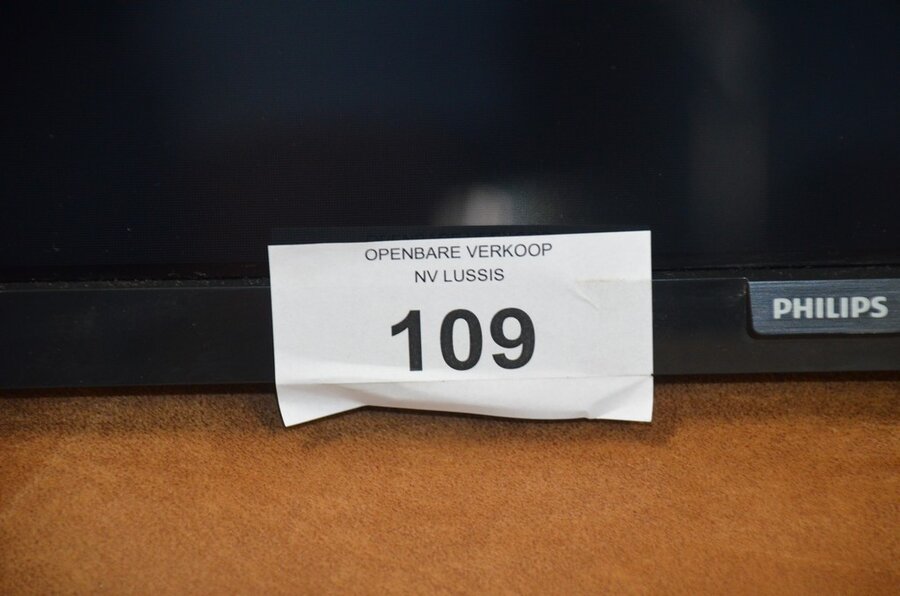 OPENBARE VERKOOP
NV LUSSIS
109
PHILIPS